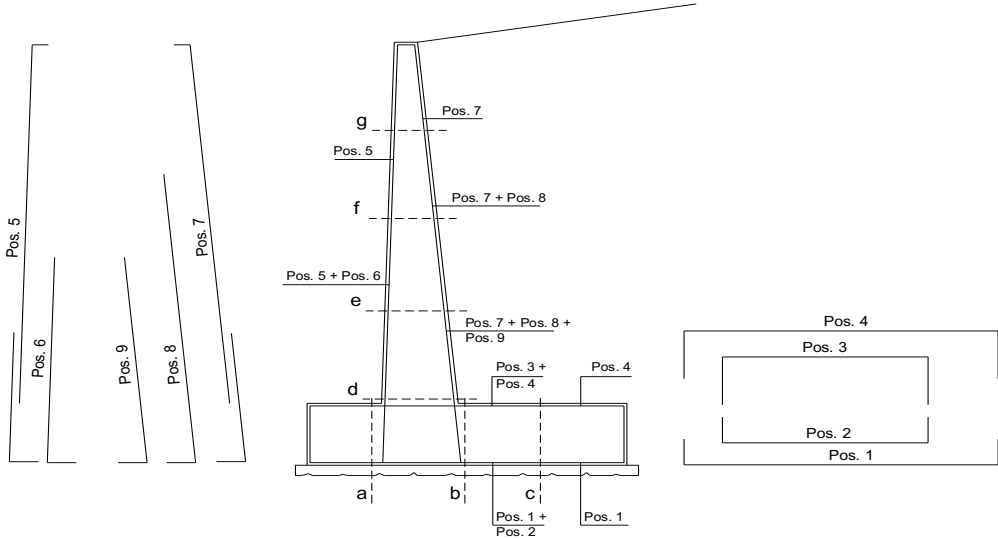 Pos. 5
Pos. 6
Pos. 9
Pos. 8
Pos. 7
g
Pos. 7
Pos. 5
f
Pos. 7 + Pos. 8
Pos. 5 + Pos. 6
e
Pos. 7 + Pos. 8 +
Pos. 9
d
Pos. 3 +
Pos. 4
Pos. 4
a
b
c
Pos. 1 +
Pos. 2
Pos. 1
Pos. 4
Pos. 3
Pos. 2
Pos. 1